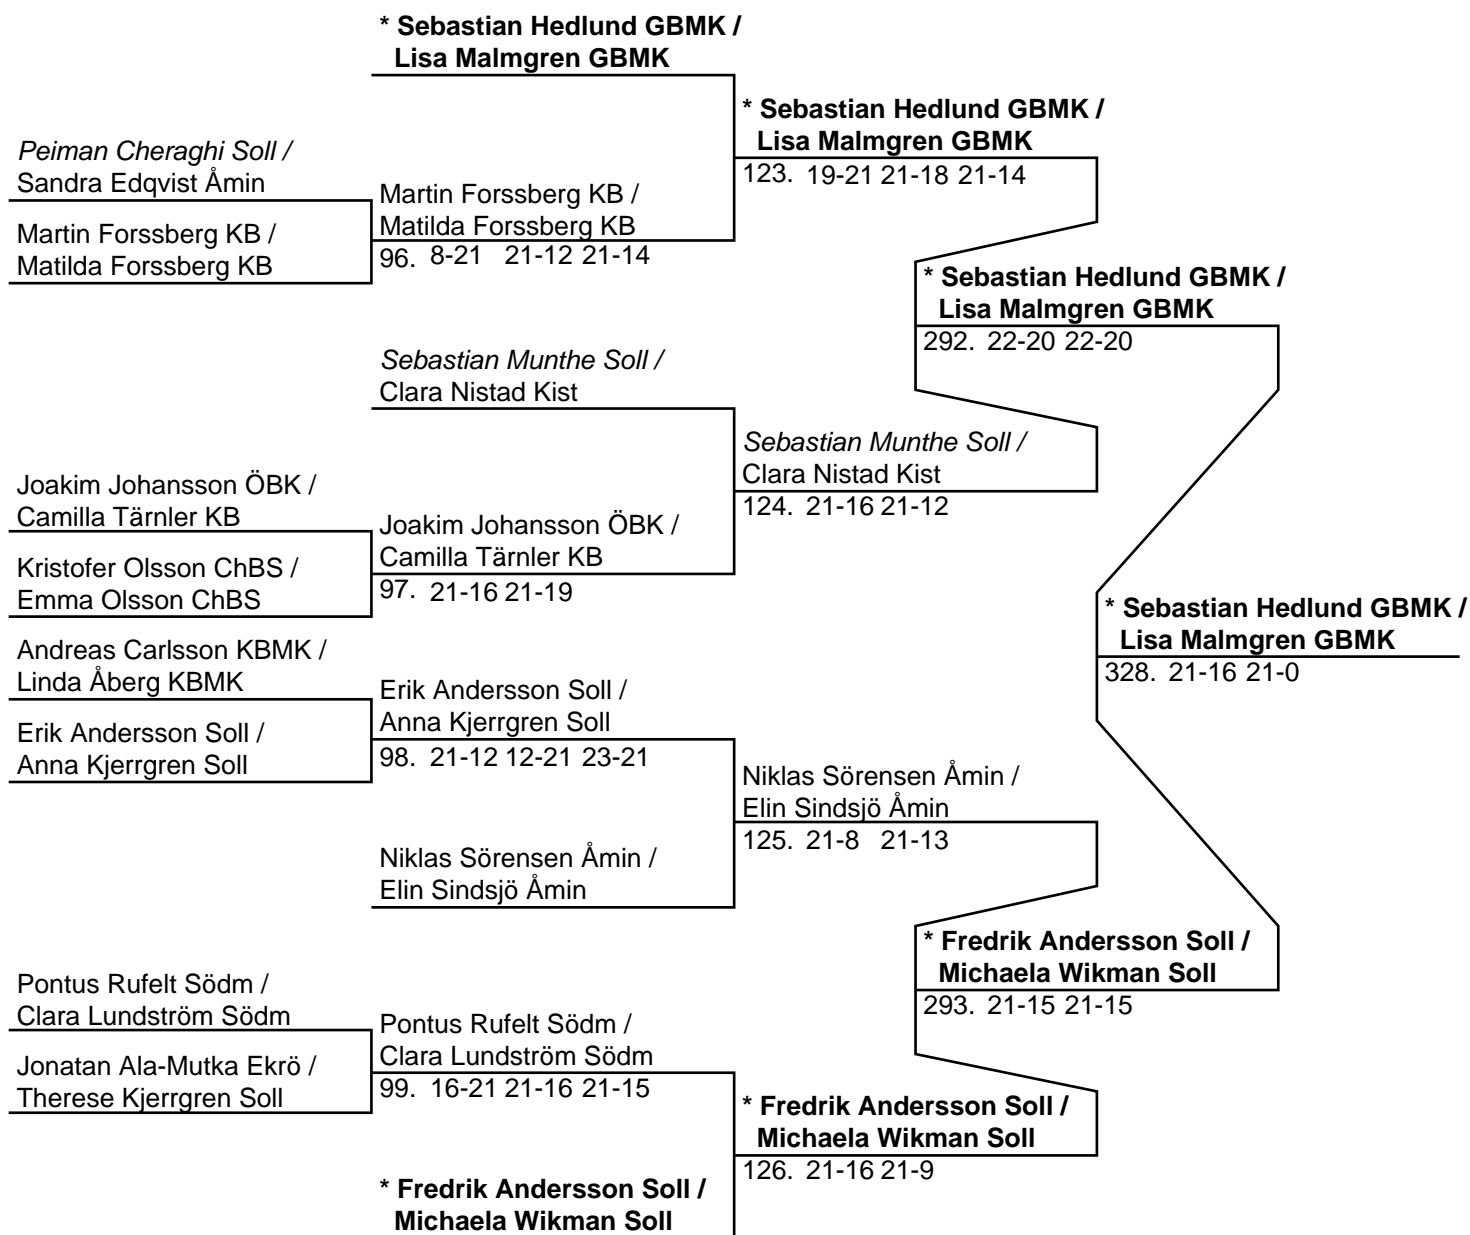 * Sebastian Hedlund GBMK /
Lisa Malmgren GBMK
* Sebastian Hedlund GBMK /
Lisa Malmgren GBMK
123. 19-21 21-18 21-14
Peiman Cheraghi Soll /
Sandra Edqvist Åmin
Martin Forssberg KB /
Matilda Forssberg KB
96. 8-21 21-12 21-14
Martin Forssberg KB /
Matilda Forssberg KB
* Sebastian Hedlund GBMK /
Lisa Malmgren GBMK
292. 22-20 22-20
Sebastian Munthe Soll /
Clara Nistad Kist
Sebastian Munthe Soll /
Clara Nistad Kist
124. 21-16 21-12
Joakim Johansson ÖBK /
Camilla Tärnler KB
Joakim Johansson ÖBK /
Camilla Tärnler KB
97. 21-16 21-19
Kristofer Olsson ChBS /
Emma Olsson ChBS
* Sebastian Hedlund GBMK /
Lisa Malmgren GBMK
328. 21-16 21-0
Andreas Carlsson KBMK /
Linda Åberg KBMK
Erik Andersson Soll /
Anna Kjerrgren Soll
98. 21-12 12-21 23-21
Erik Andersson Soll /
Anna Kjerrgren Soll
Niklas Sörensen Åmin /
Elin Sindsjö Åmin
125. 21-8 21-13
Niklas Sörensen Åmin /
Elin Sindsjö Åmin
* Fredrik Andersson Soll /
Michaela Wikman Soll
293. 21-15 21-15
Pontus Rufelt Södm /
Clara Lundström Södm
Pontus Rufelt Södm /
Clara Lundström Södm
99. 16-21 21-16 21-15
Jonatan Ala-Mutka Ekrö /
Therese Kjerrgren Soll
* Fredrik Andersson Soll /
Michaela Wikman Soll
126. 21-16 21-9
* Fredrik Andersson Soll /
Michaela Wikman Soll